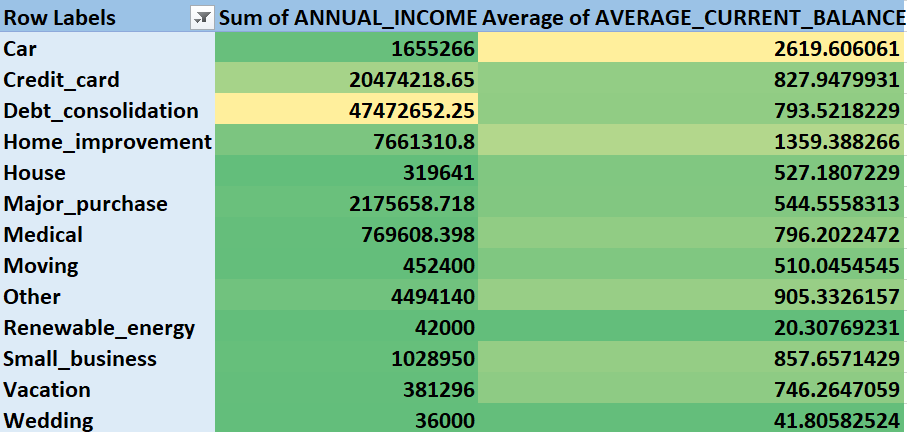 Row Labels Sum of ANNUAL_INCOME Average of AVERAGE_CURRENT_BALANCE
Car 1655266 2619.606061
Credit_card 20474218.65 827.9479931
Debt_consolidation 47472652.25 793.5218229
Home_improvement 7661310.8 1359.388266
House 319641 527.1807229
Major_purchase 2175658.718 544.5558313
Medical 769608.398 796.2022472
Moving 452400 510.0454545
Other 4494140 905.3326157
Renewable_energy 42000 20.30769231
Small_business 1028950 857.6571429
Vacation 381296 746.2647059
Wedding 36000 41.80582524